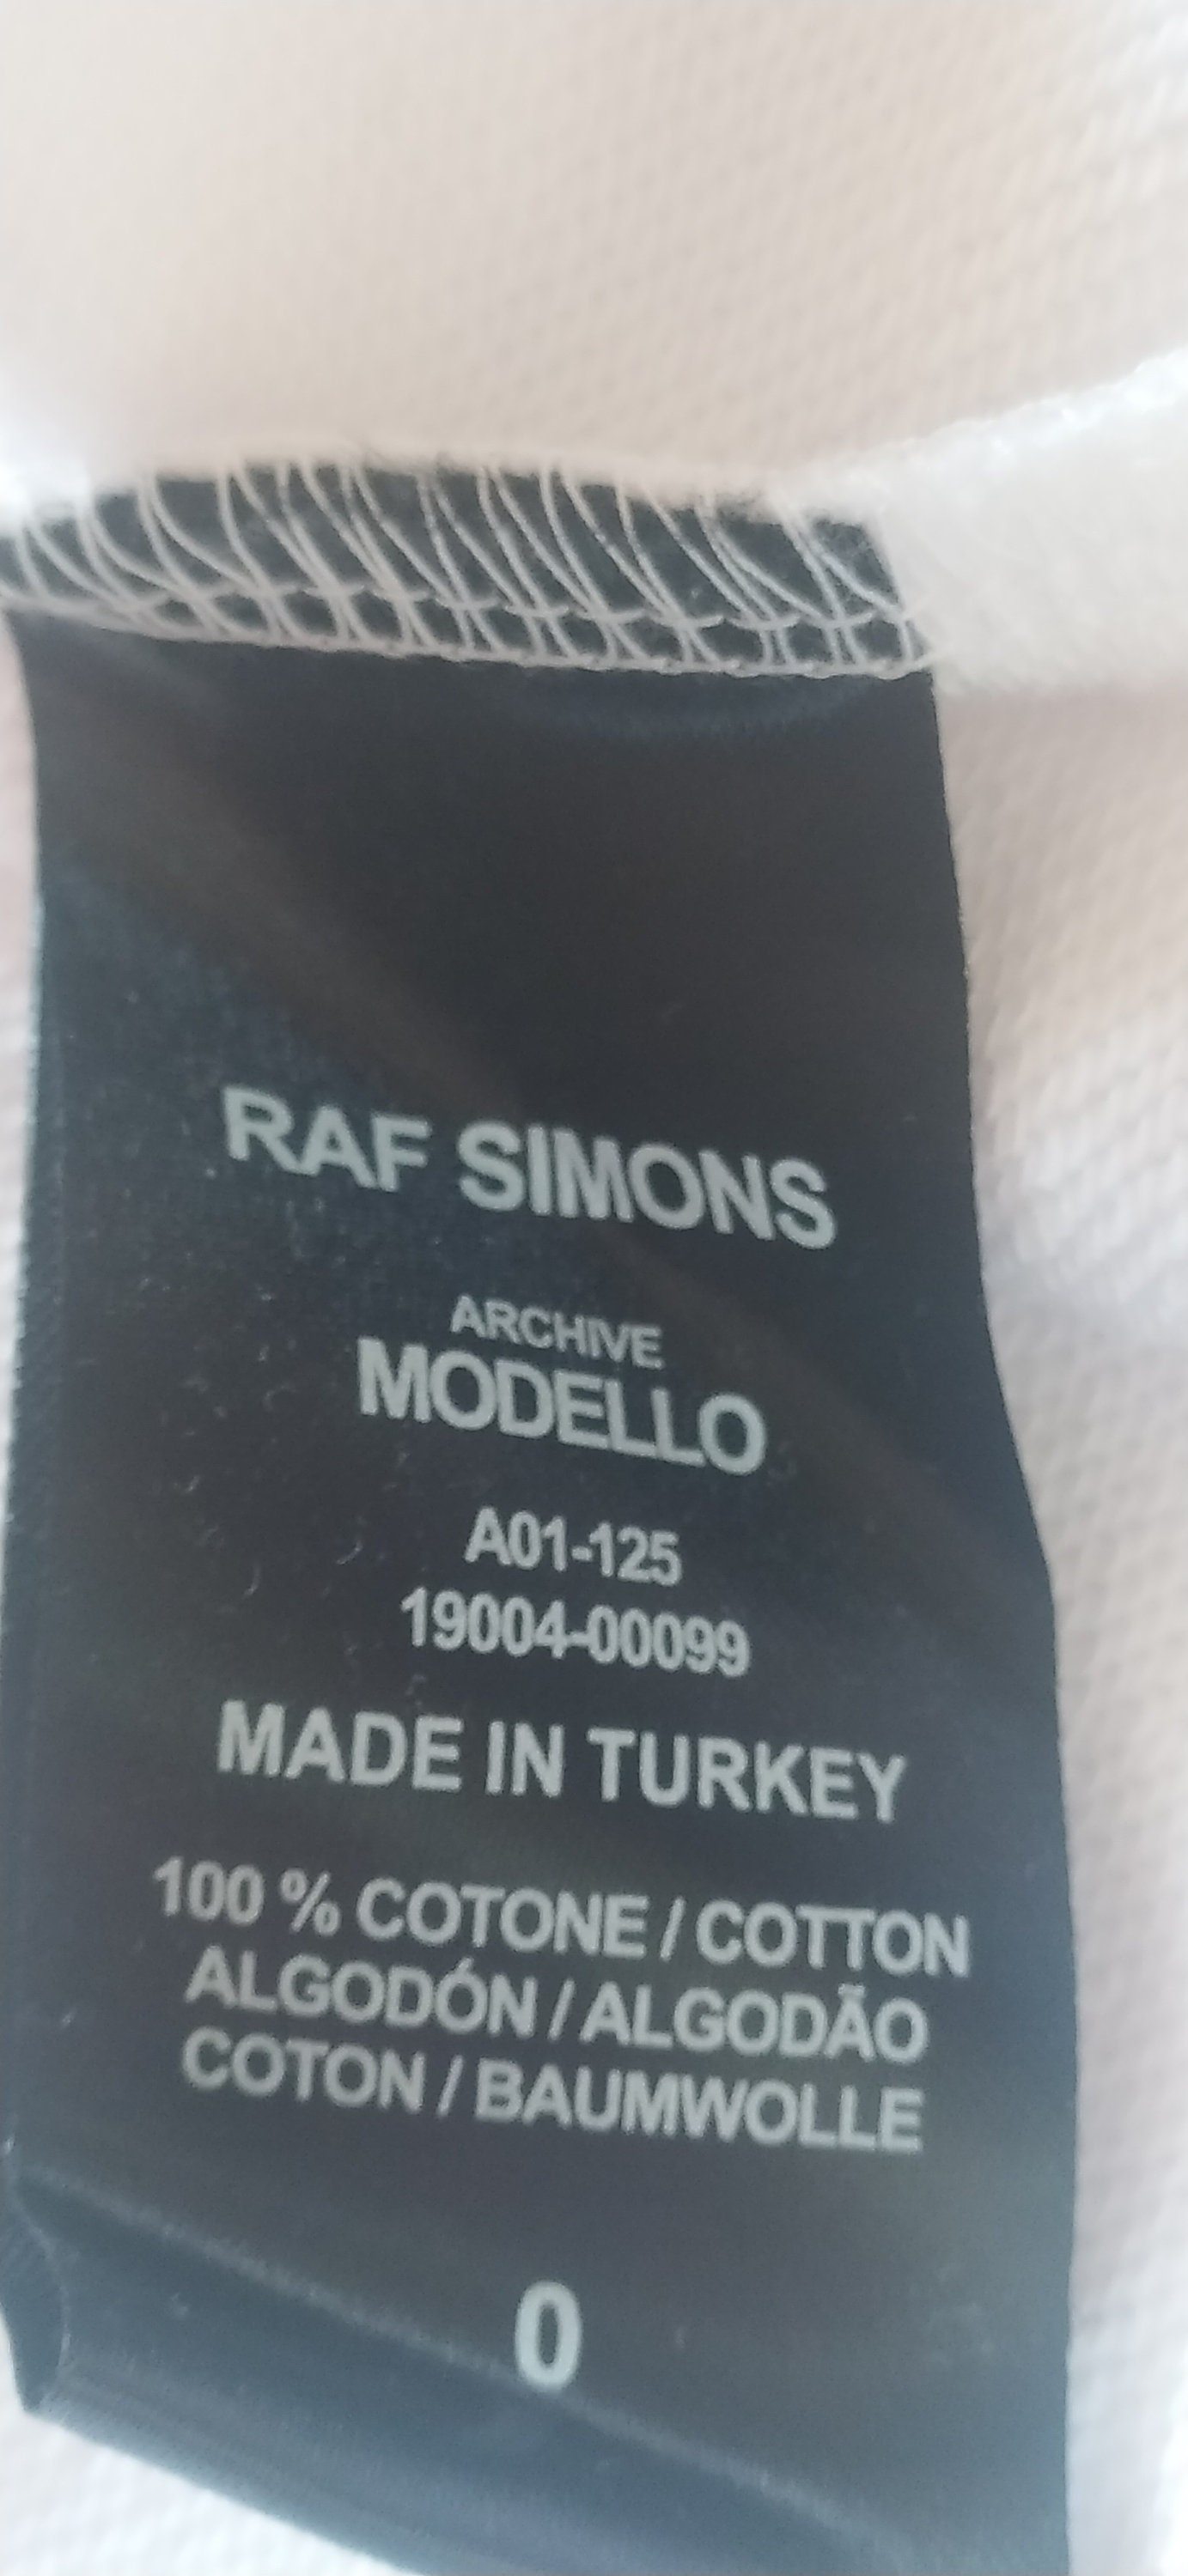 RAF SIMONS
ARCHIVE
MODELLO
A01-125
19004-00099
MADE IN TURKEY
100 % COTONE / COTTON
ALGODÓN / ALGODÃO
COTON / BAUMWOLLE
0